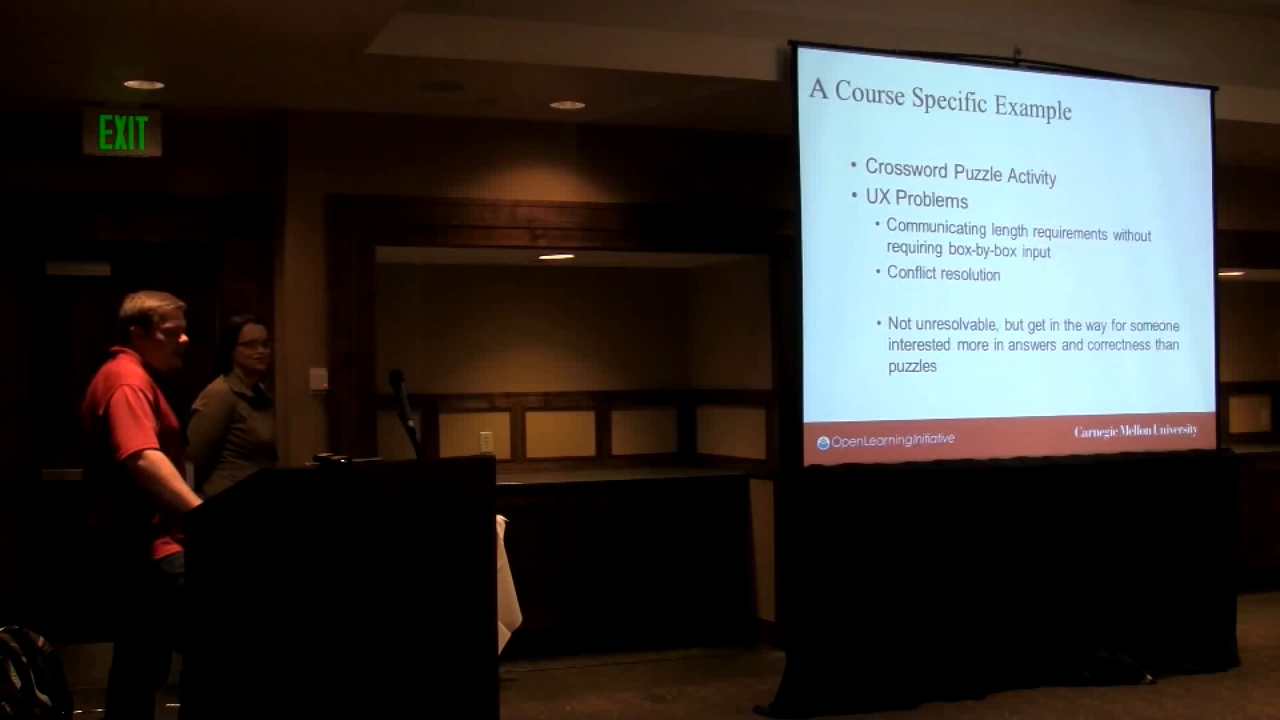 EXIT
A Course Specific Example
• Crossword Puzzle Activity
• UX Problems
• Communicating length requirements without
requiring box-by-box input
• Conflict resolution
• Not unresolvable, but get in the way for someone
interested more in answers and correctness than
puzzles
OpenLearningInitiative
Carnegie Mellon University